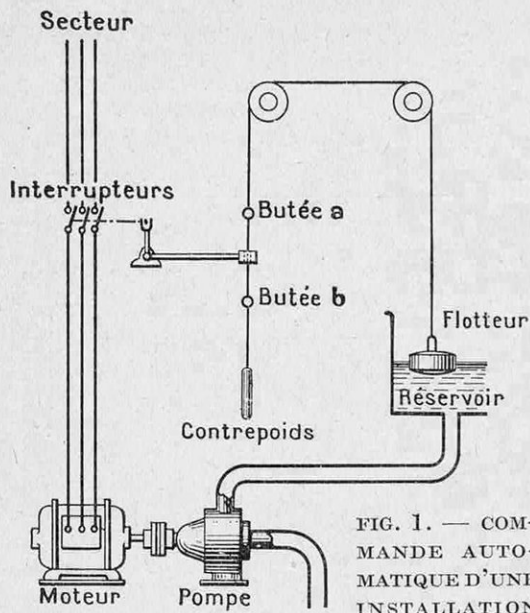 Secteur
Interrupteurs
Butée a
Butée b
Flotteur
Réservoir
Contrepoids
Moteur
Pompe
FIG. 1. — COM-
MANDE AUTO-
MATIQUE D'UNE
INSTALLATION